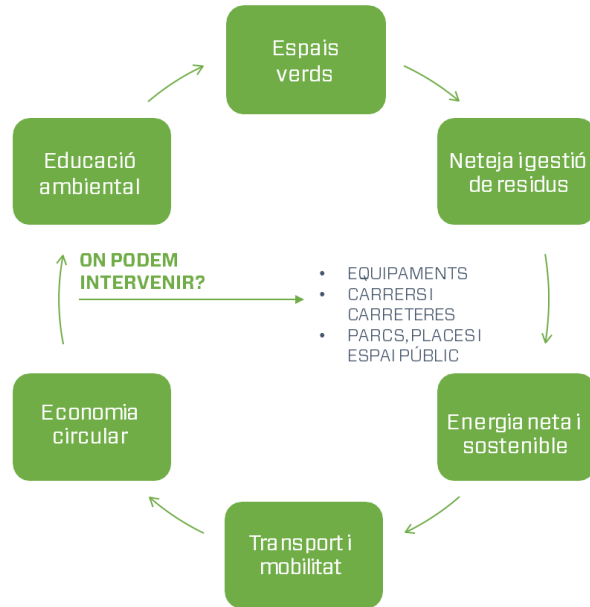 Espais
verds
Neteja i gestió
de residus
Energia neta i
sostenible
Transport i
mobilitat
Economia
circular
Educació
ambiental
ON PODEM
INTERVENIR?
• EQUIPAMENTS
• CARRERS I
CARRETERES
• PARCS, PLACES I
ESPAI PÚBLIC